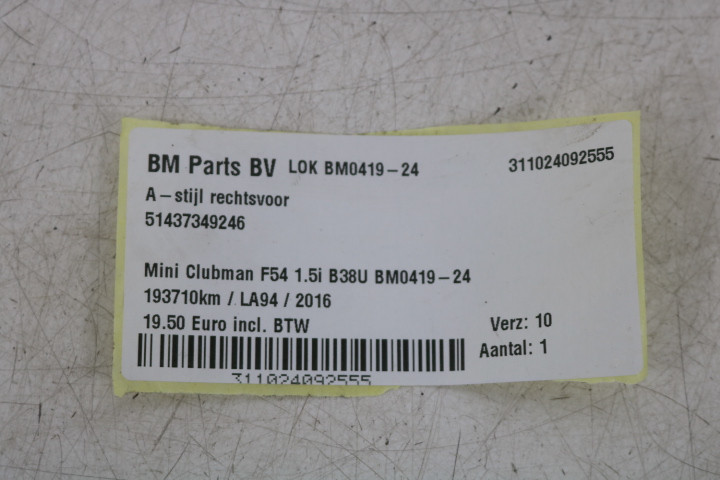 BM Parts BV LOK BM0419-24 311024092555
A-stijl rechtsvoor
51437349246
Mini Clubman F54 1.5i B38U BM0419-24
193710km / LA94 / 2016
19.50 Euro incl. BTW Verz: 10
Aantal: 1
311024092555